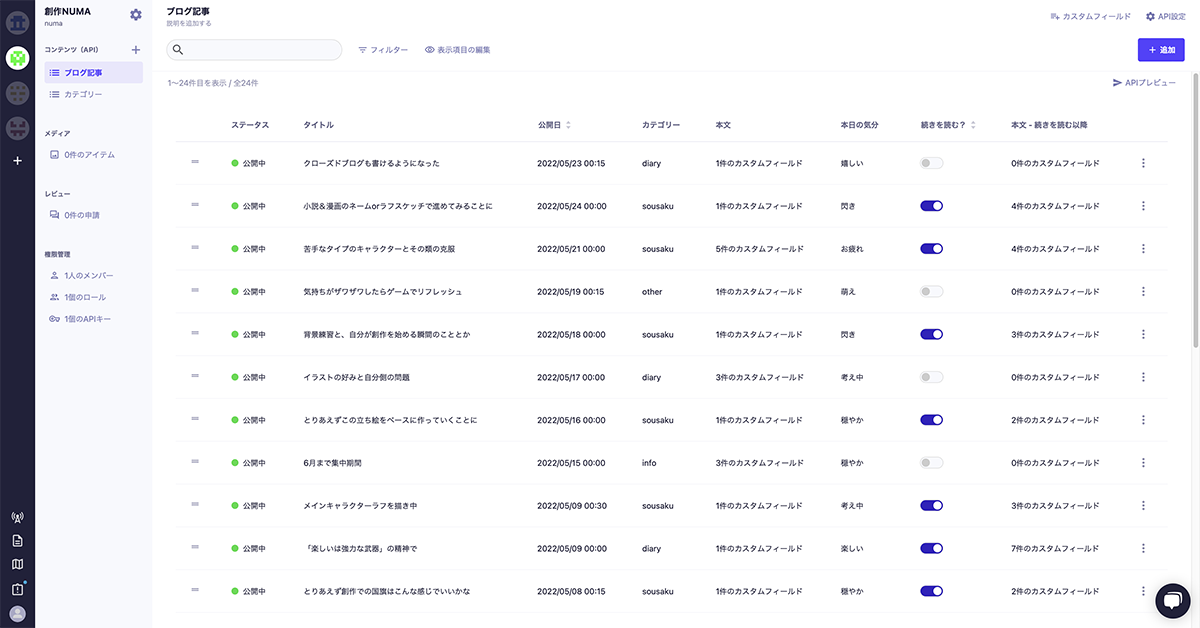 創作NUMA
numa
コンテンツ (API)
ブログ記事
カテゴリー
メディア
0件のアイテム
レビュー
0件の申請
権限管理
1人のメンバー
1個のロール
1個のAPIキー
ブログ記事
説明を追加する
カスタムフィールド API設定
フィルター 表示項目の編集
+ 追加
1〜24件目を表示 / 全24件
APIプレビュー
ステータス タイトル 公開日 カテゴリー 本文 本日の気分 続きを読む? 本文 - 続きを読む以降
公開中 クローズドブログも書けるようになった 2022/05/23 00:15 diary 1件のカスタムフィールド 嬉しい 0件のカスタムフィールド
公開中 小説&漫画のネームorラフスケッチで進めてみることに 2022/05/24 00:00 sousaku 1件のカスタムフィールド 閃き 4件のカスタムフィールド
公開中 苦手なタイプのキャラクターとその類の克服 2022/05/21 00:00 sousaku 5件のカスタムフィールド お疲れ 4件のカスタムフィールド
公開中 気持ちがザワザワしたらゲームでリフレッシュ 2022/05/19 00:15 other 1件のカスタムフィールド 萌え 0件のカスタムフィールド
公開中 背景練習と、自分が創作を始める瞬間のこととか 2022/05/18 00:00 sousaku 1件のカスタムフィールド 閃き 3件のカスタムフィールド
公開中 イラストの好みと自分側の問題 2022/05/17 00:00 diary 3件のカスタムフィールド 考え中 0件のカスタムフィールド
公開中 とりあえずこの立ち絵をベースに作っていくことに 2022/05/16 00:00 sousaku 1件のカスタムフィールド 穏やか 2件のカスタムフィールド
公開中 6月まで集中期間 2022/05/15 00:00 info 3件のカスタムフィールド 穏やか 0件のカスタムフィールド
公開中 メインキャラクターラフを描き中 2022/05/09 00:30 sousaku 1件のカスタムフィールド 考え中 3件のカスタムフィールド
公開中 「楽しいは強力な武器」の精神で 2022/05/09 00:00 diary 1件のカスタムフィールド 楽しい 7件のカスタムフィールド
公開中 とりあえず創作での国旗はこんな感じでいいかな 2022/05/08 00:15 sousaku 1件のカスタムフィールド 穏やか 2件のカスタムフィールド